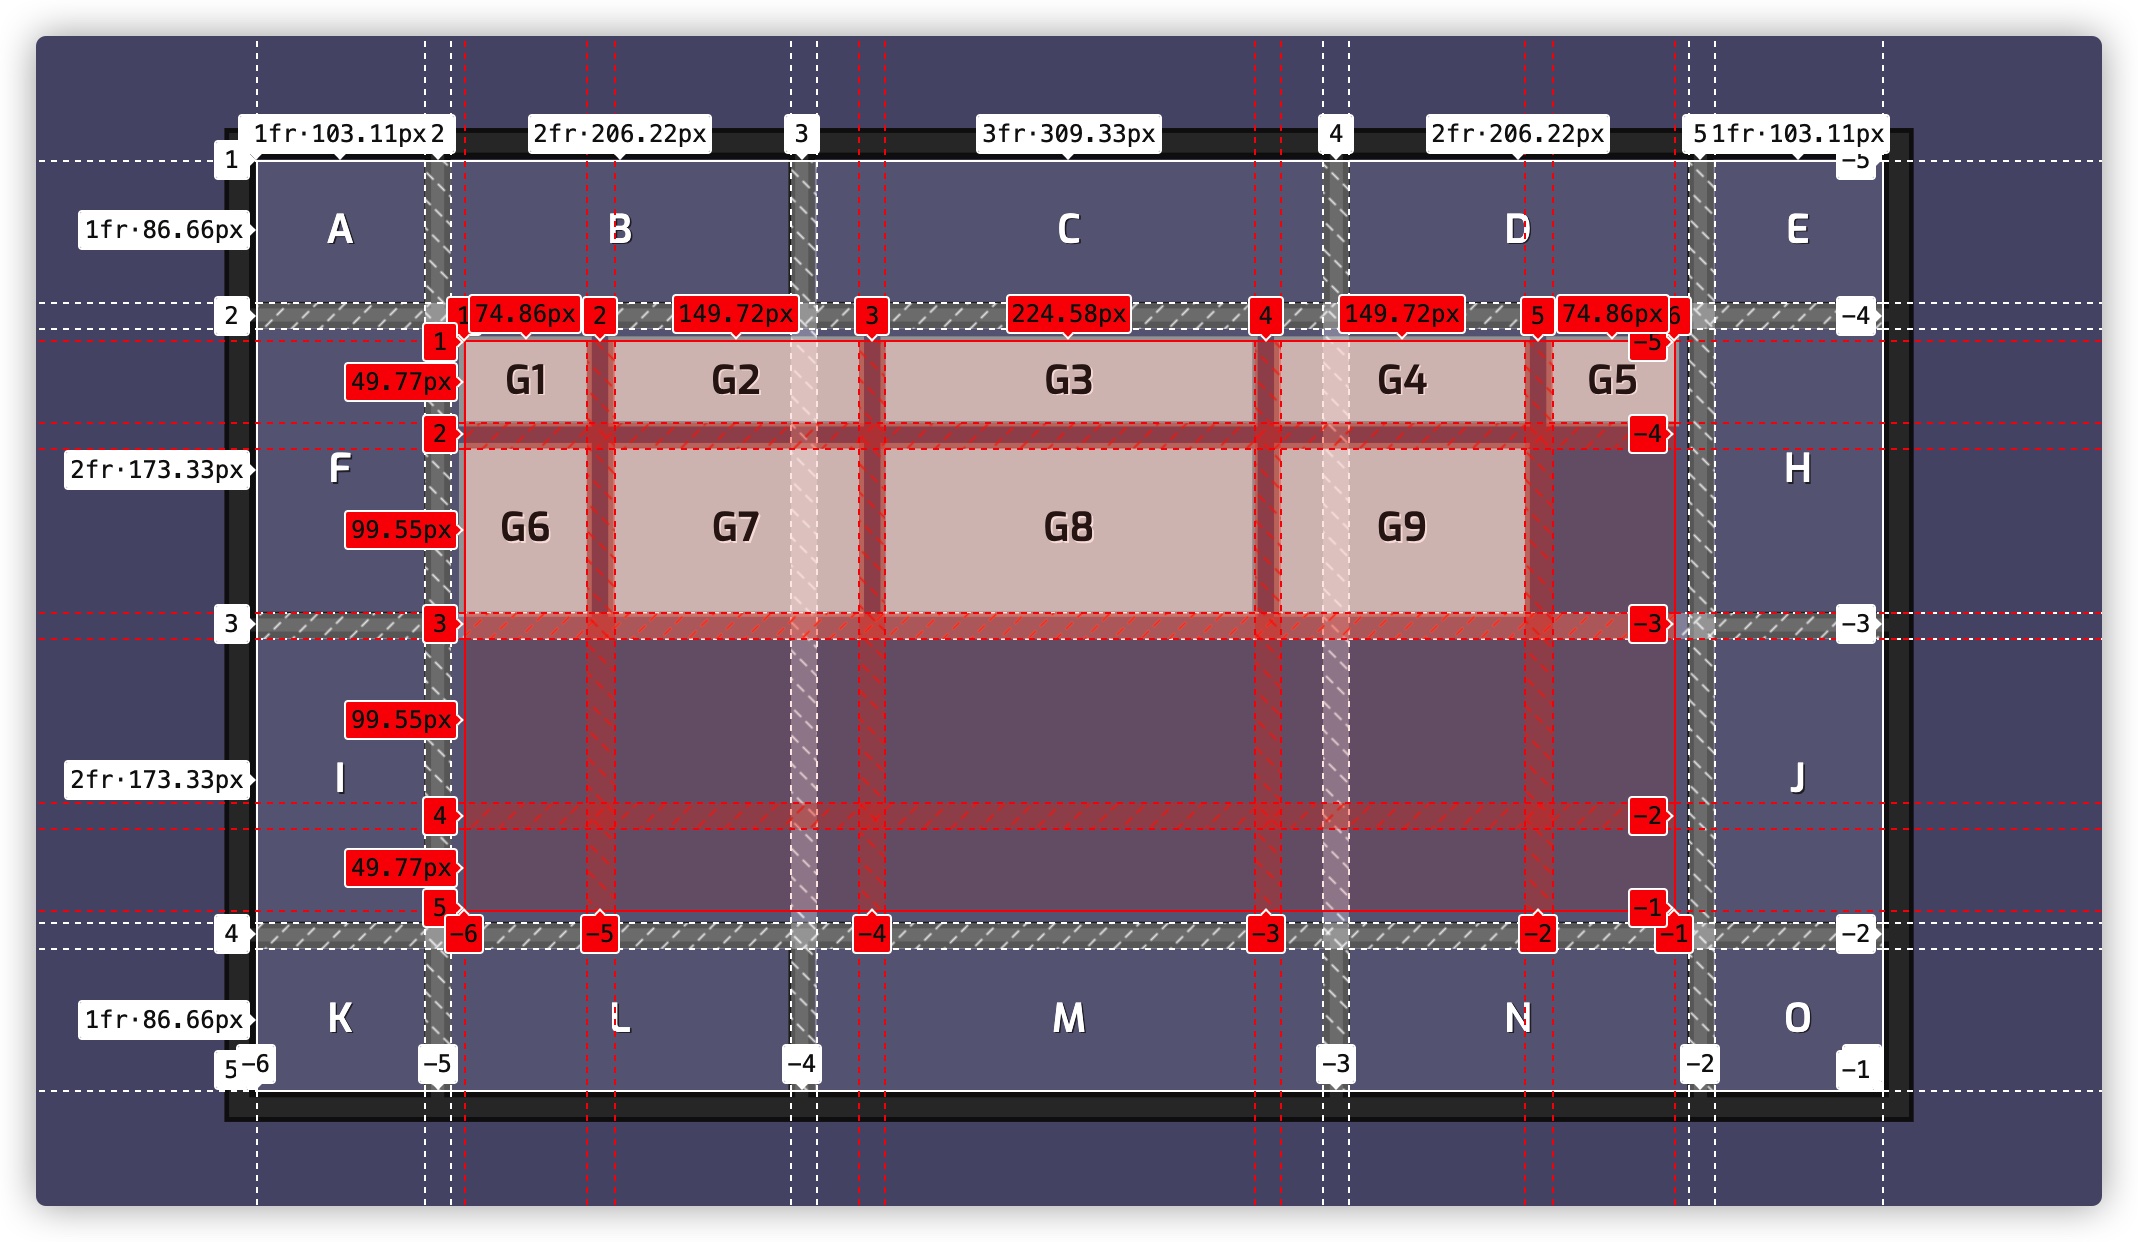 1fr·103.11px 2 2fr·206.22px 3 3fr·309.33px 4 2fr·206.22px 5 1fr·103.11px
1 −5
1fr·86.66px A B C D E
2 1 74.86px 2 149.72px 3 224.58px 4 149.72px 5 74.86px 6 −4
1 −5
49.77px G1 G2 G3 G4 G5
2 −4
2fr·173.33px F H
99.55px G6 G7 G8 G9
3 3 −3 −3
99.55px
2fr·173.33px I J
4 −2
49.77px
5 −1
4 −6 −5 −4 −3 −2 −1 −2
1fr·86.66px K L M N O
5 −6 −5 −4 −3 −2 −1